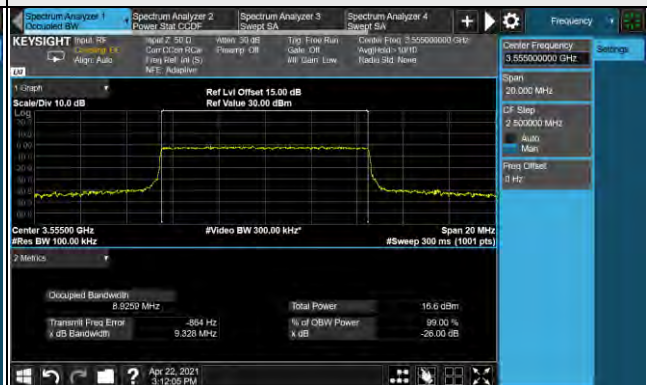 Spectrum Analyzer 1
Occupied BW
Spectrum Analyzer 2
Power Stat CCDF
Spectrum Analyzer 3
Swept SA
Spectrum Analyzer 4
Swept SA
Frequency
KEYSIGHT
Input: RF
Coupling: DC
Align: Auto
Input Z: 50 Ω
Corr CCorr RCal
Freq Ref: Int (S)
NFE: Adaptive
Atten: 30 dB
Preamp: Off
Trig: Free Run
Gate: Off
#IF Gain: Low
Center Freq: 3.555000000 GHz
Avg|Hold: 10/10
Radio Std: None
Center Frequency
3.555000000 GHz
Settings
Span
20.000 MHz
CF Step
2.500000 MHz
Auto
Man
Freq Offset
0 Hz
1 Graph
Scale/Div 10.0 dB
Ref Lvl Offset 15.00 dB
Ref Value 30.00 dBm
Log
Center 3.55500 GHz
#Res BW 100.00 kHz
#Video BW 300.00 kHz*
Span 20 MHz
#Sweep 300 ms (1001 pts)
2 Metrics
Occupied Bandwidth
8.9259 MHz
Total Power
16.6 dBm
Transmit Freq Error
-864 Hz
% of OBW Power
99.00 %
x dB Bandwidth
9.328 MHz
x dB
-26.00 dB
Apr 22, 2021
3:12:05 PM